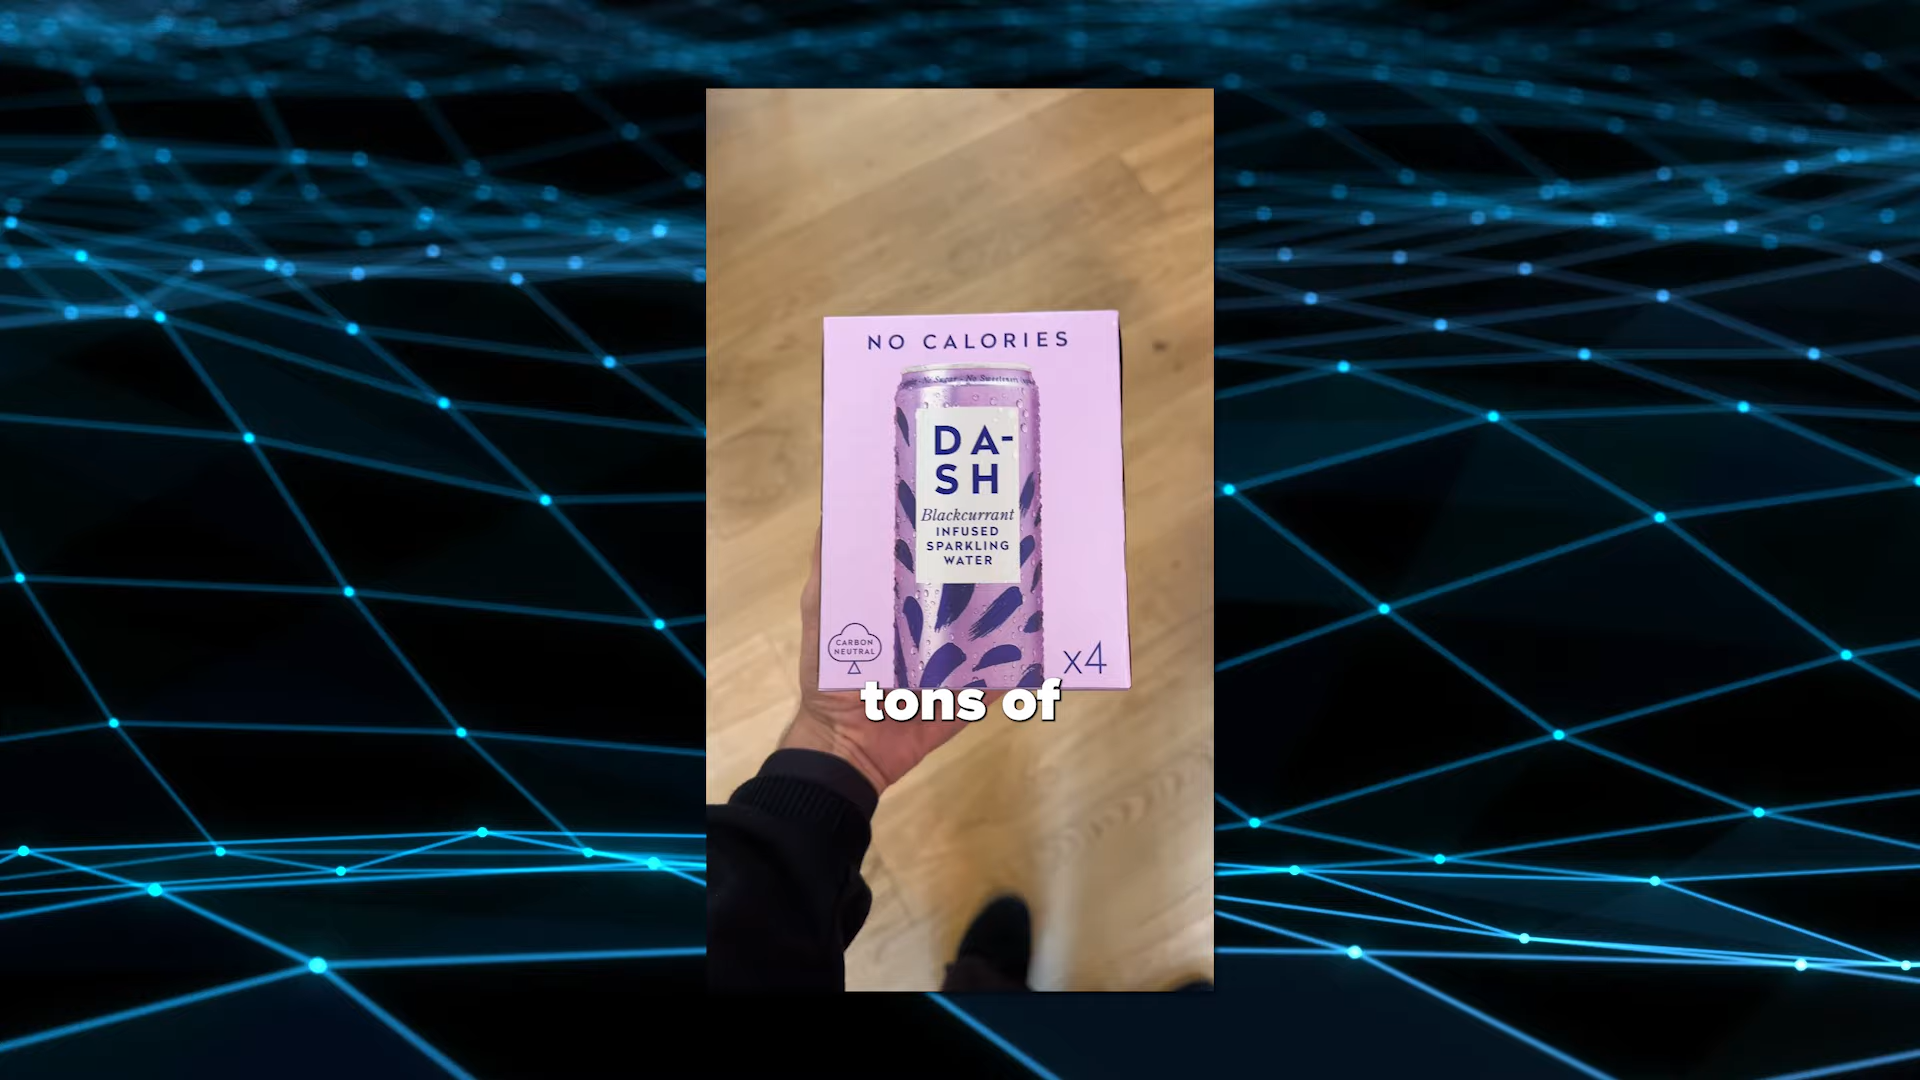 NO CALORIES
No Sugar - No Sweeteners
DA-
SH
Blackcurrant
INFUSED
SPARKLING
WATER
CARBON
NEUTRAL
x4
tons of